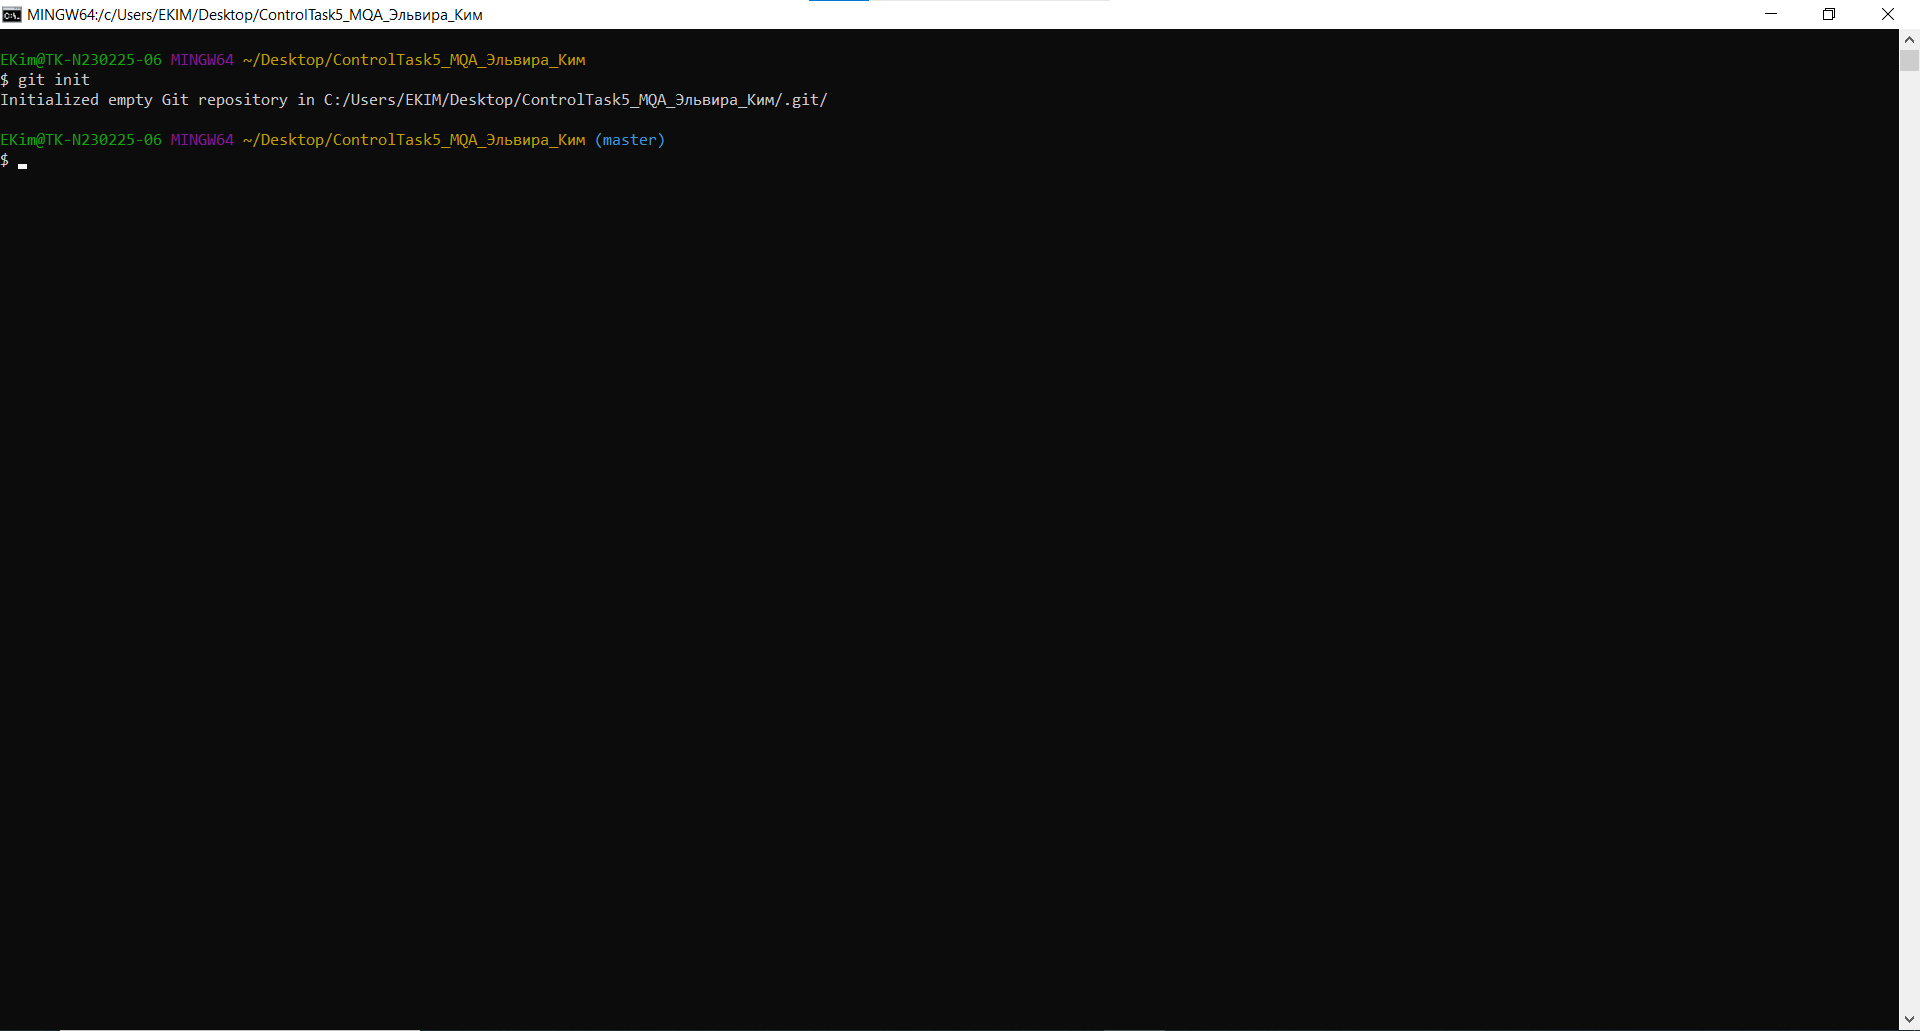 MINGW64:/c/Users/EKIM/Desktop/ControlTask5_MQA_Эльвира_Ким
EKim@TK-N230225-06 MINGW64 ~/Desktop/ControlTask5_MQA_Эльвира_Ким
$ git init
Initialized empty Git repository in C:/Users/EKIM/Desktop/ControlTask5_MQA_Эльвира_Ким/.git/
EKim@TK-N230225-06 MINGW64 ~/Desktop/ControlTask5_MQA_Эльвира_Ким (master)
$